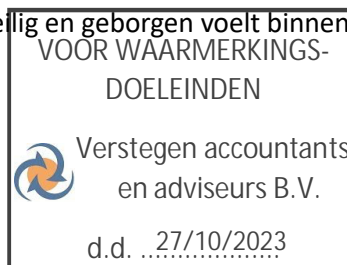 eilig en geborgen voelt binnen
VOOR WAARMERKINGS-
DOELEINDEN
Verstegen accountants
en adviseurs B.V.
d.d. 27/10/2023